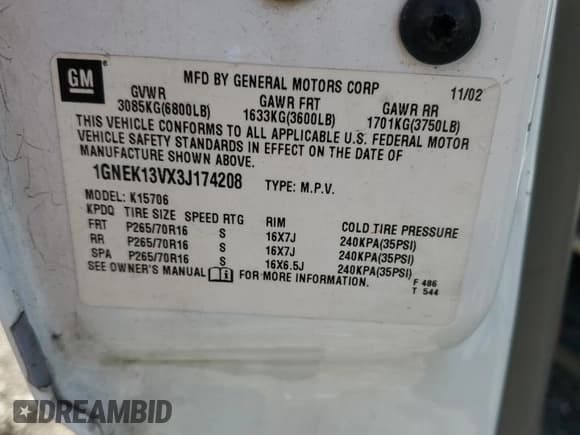 GM
MFD BY GENERAL MOTORS CORP 11/02
GVWR GAWR FRT GAWR RR
3085KG(6800LB) 1633KG(3600LB) 1701KG(3750LB)
THIS VEHICLE CONFORMS TO ALL APPLICABLE U.S. FEDERAL MOTOR
VEHICLE SAFETY STANDARDS IN EFFECT ON THE DATE OF
MANUFACTURE SHOWN ABOVE.
1GNEK13VX3J174208 TYPE: M.P.V.
MODEL: K15706
KPDQ TIRE SIZE SPEED RTG RIM COLD TIRE PRESSURE
FRT P265/70R16 S 16X7J 240KPA(35PSI)
RR P265/70R16 S 16X7J 240KPA(35PSI)
SPA P265/70R16 S 16X6.5J 240KPA(35PSI)
SEE OWNER'S MANUAL FOR MORE INFORMATION.
F 486
T 544
DREAMBID